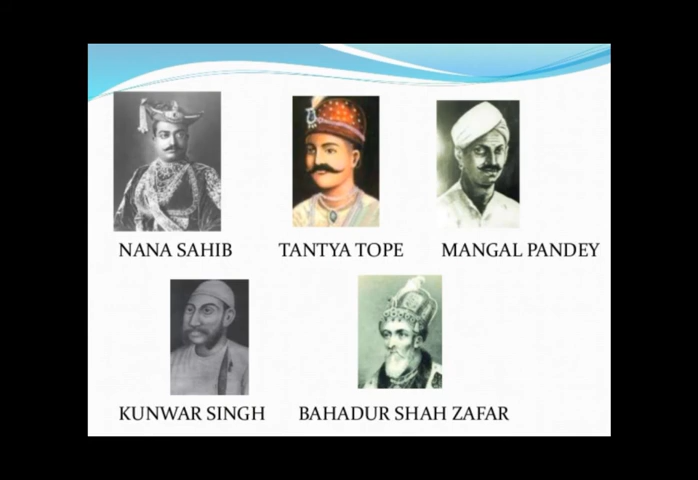 NANA SAHIB
TANTYA TOPE
MANGAL PANDEY
KUNWAR SINGH
BAHADUR SHAH ZAFAR